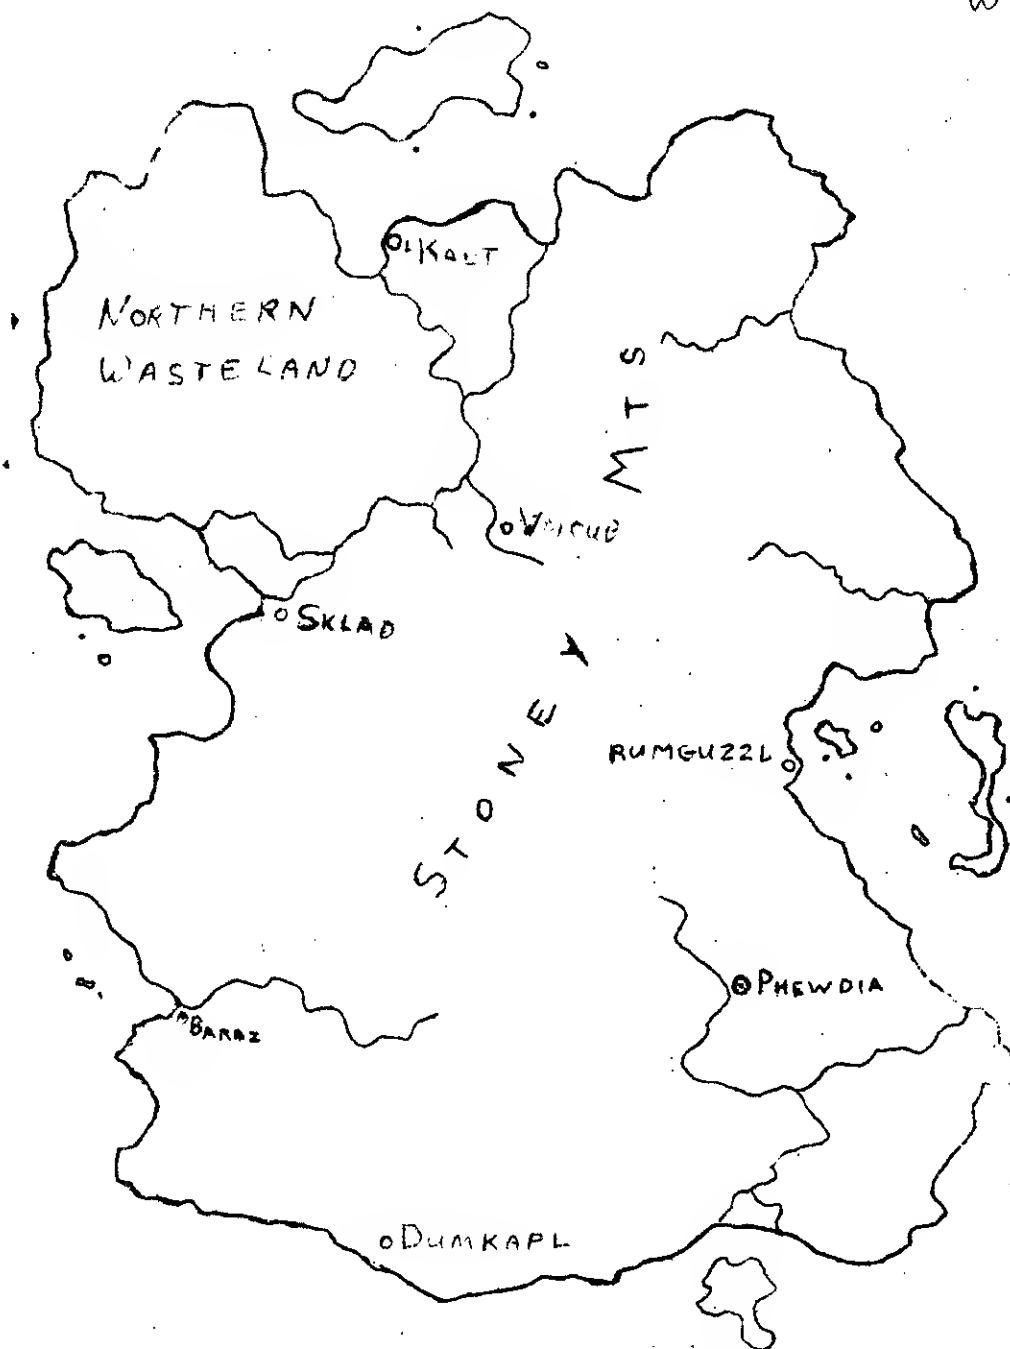 W
KALT
NORTHERN
WASTELAND
MTS
SKLAD
STONEY
RUMGUZZL
PHEWDIA
BARAZ
DUMKAPL